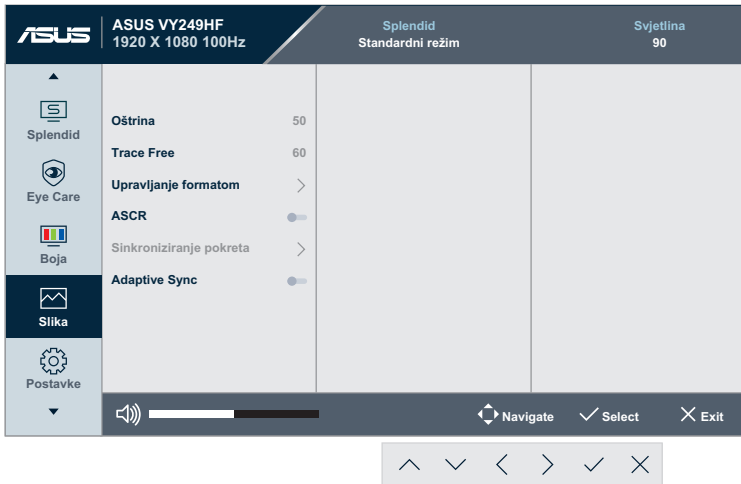 ASUS
ASUS VY249HF
1920 X 1080 100Hz
Splendid
Standardni režim
Svjetlina
90
Splendid
Eye Care
Boja
Slika
Postavke
Oštrina 50
Trace Free 60
Upravljanje formatom
ASCR
Sinkroniziranje pokreta
Adaptive Sync
Navigate
Select
Exit